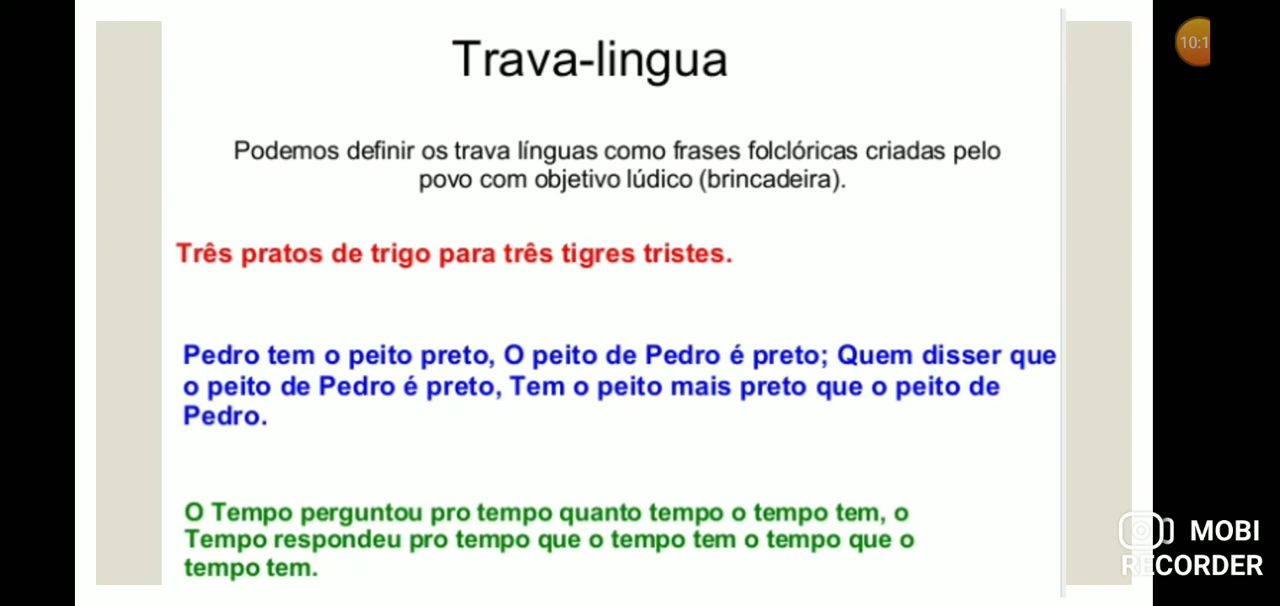 10:1
Trava-lingua
Podemos definir os trava línguas como frases folclóricas criadas pelo
povo com objetivo lúdico (brincadeira).
Três pratos de trigo para três tigres tristes.
Pedro tem o peito preto, O peito de Pedro é preto; Quem disser que
o peito de Pedro é preto, Tem o peito mais preto que o peito de
Pedro.
O Tempo perguntou pro tempo quanto tempo o tempo tem, o
Tempo respondeu pro tempo que o tempo tem o tempo que o
tempo tem.
MOBI
RECORDER